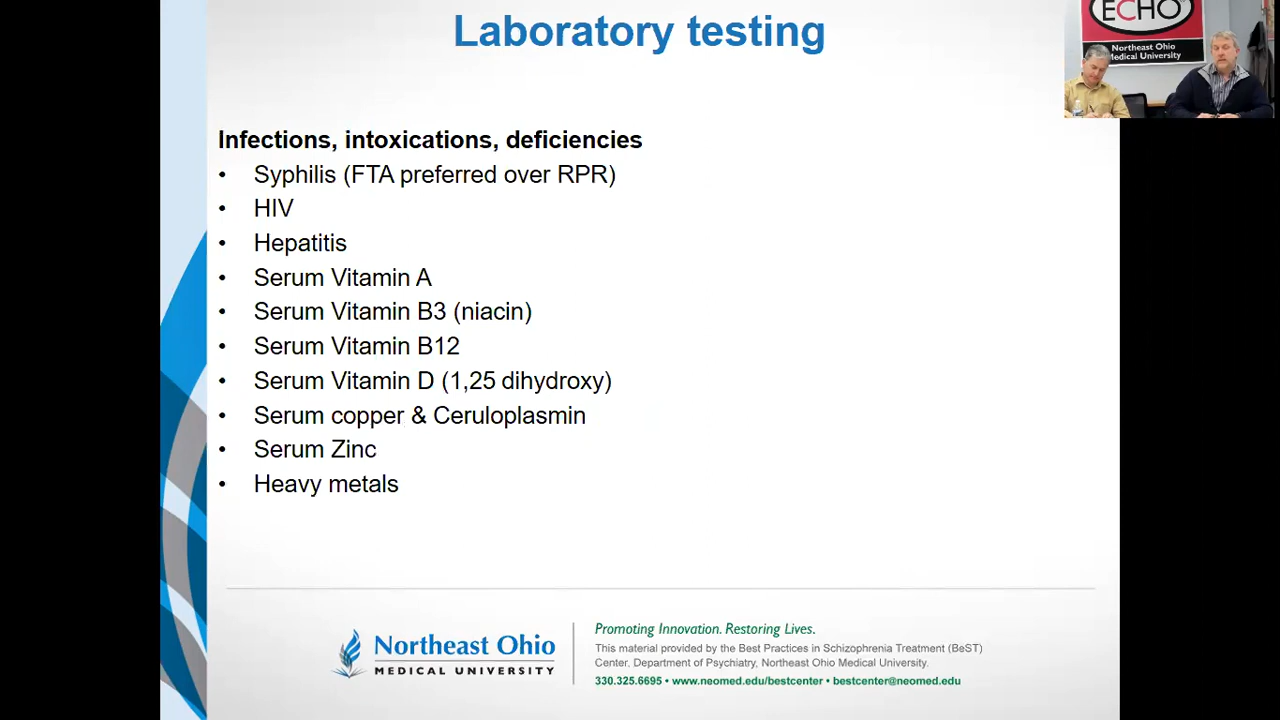 Laboratory testing
ECHO
Northeast Ohio
Medical University
Infections, intoxications, deficiencies
• Syphilis (FTA preferred over RPR)
• HIV
• Hepatitis
• Serum Vitamin A
• Serum Vitamin B3 (niacin)
• Serum Vitamin B12
• Serum Vitamin D (1,25 dihydroxy)
• Serum copper & Ceruloplasmin
• Serum Zinc
• Heavy metals
Northeast Ohio
MEDICAL UNIVERSITY
Promoting Innovation. Restoring Lives.
This material provided by the Best Practices in Schizophrenia Treatment (BeST)
Center, Department of Psychiatry, Northeast Ohio Medical University.
330.325.6695 • www.neomed.edu/bestcenter • bestcenter@neomed.edu